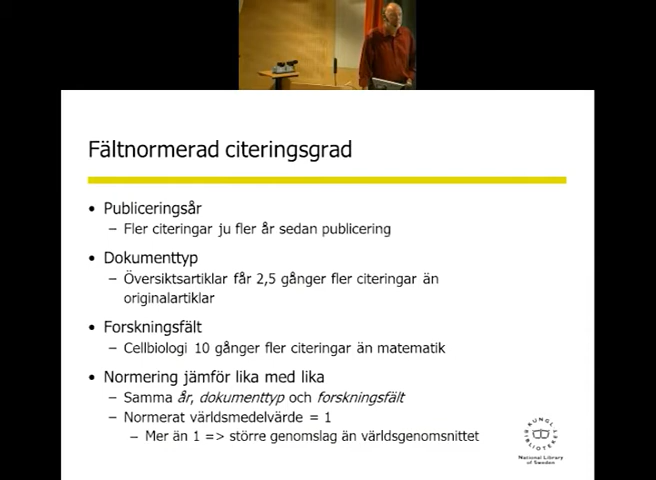 Fältnormerad citeringsgrad
• Publiceringsår
– Fler citeringar ju fler år sedan publicering
• Dokumenttyp
– Översiktsartiklar får 2,5 gånger fler citeringar än
originalartiklar
• Forskningsfält
– Cellbiologi 10 gånger fler citeringar än matematik
• Normering jämför lika med lika
– Samma år, dokumenttyp och forskningsfält
– Normerat världsmedelvärde = 1
– Mer än 1 => större genomslag än världsgenomsnittet
KUNGL. BIBLIOTEKET
National Library
of Sweden